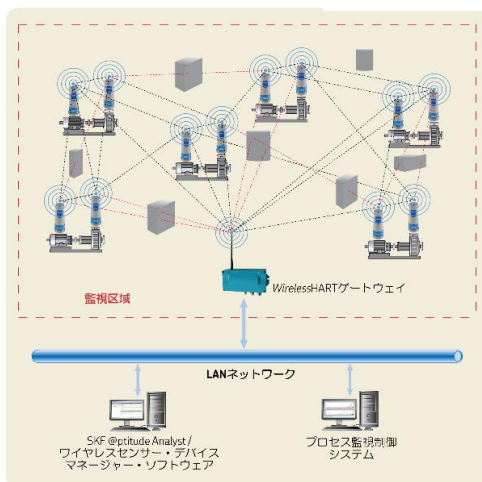 WirelessHARTゲートウェイ
監視区域
LANネットワーク
SKF @ptitude Analyst /
ワイヤレスセンサー・デバイス
マネージャー・ソフトウェア
プロセス監視制御
システム